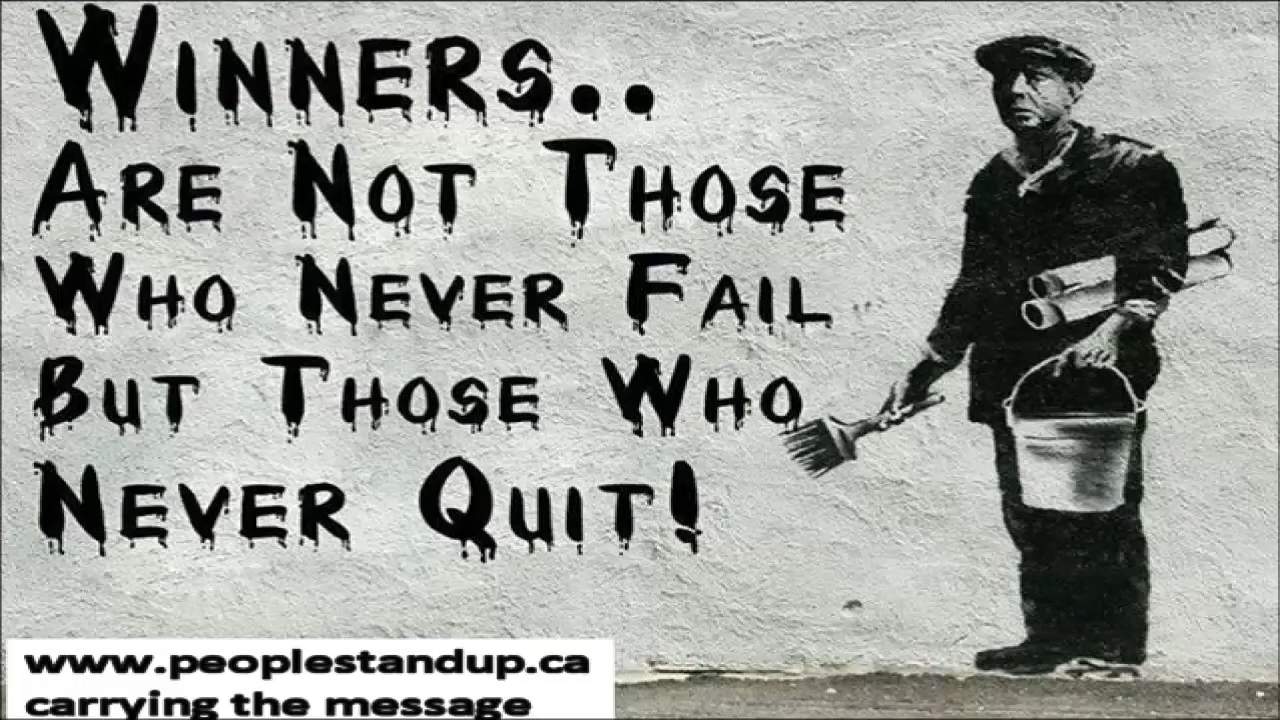 Winners..
Are Not Those
Who Never Fail
But Those Who
Never Quit!
www.peoplestandup.ca
carrying the message